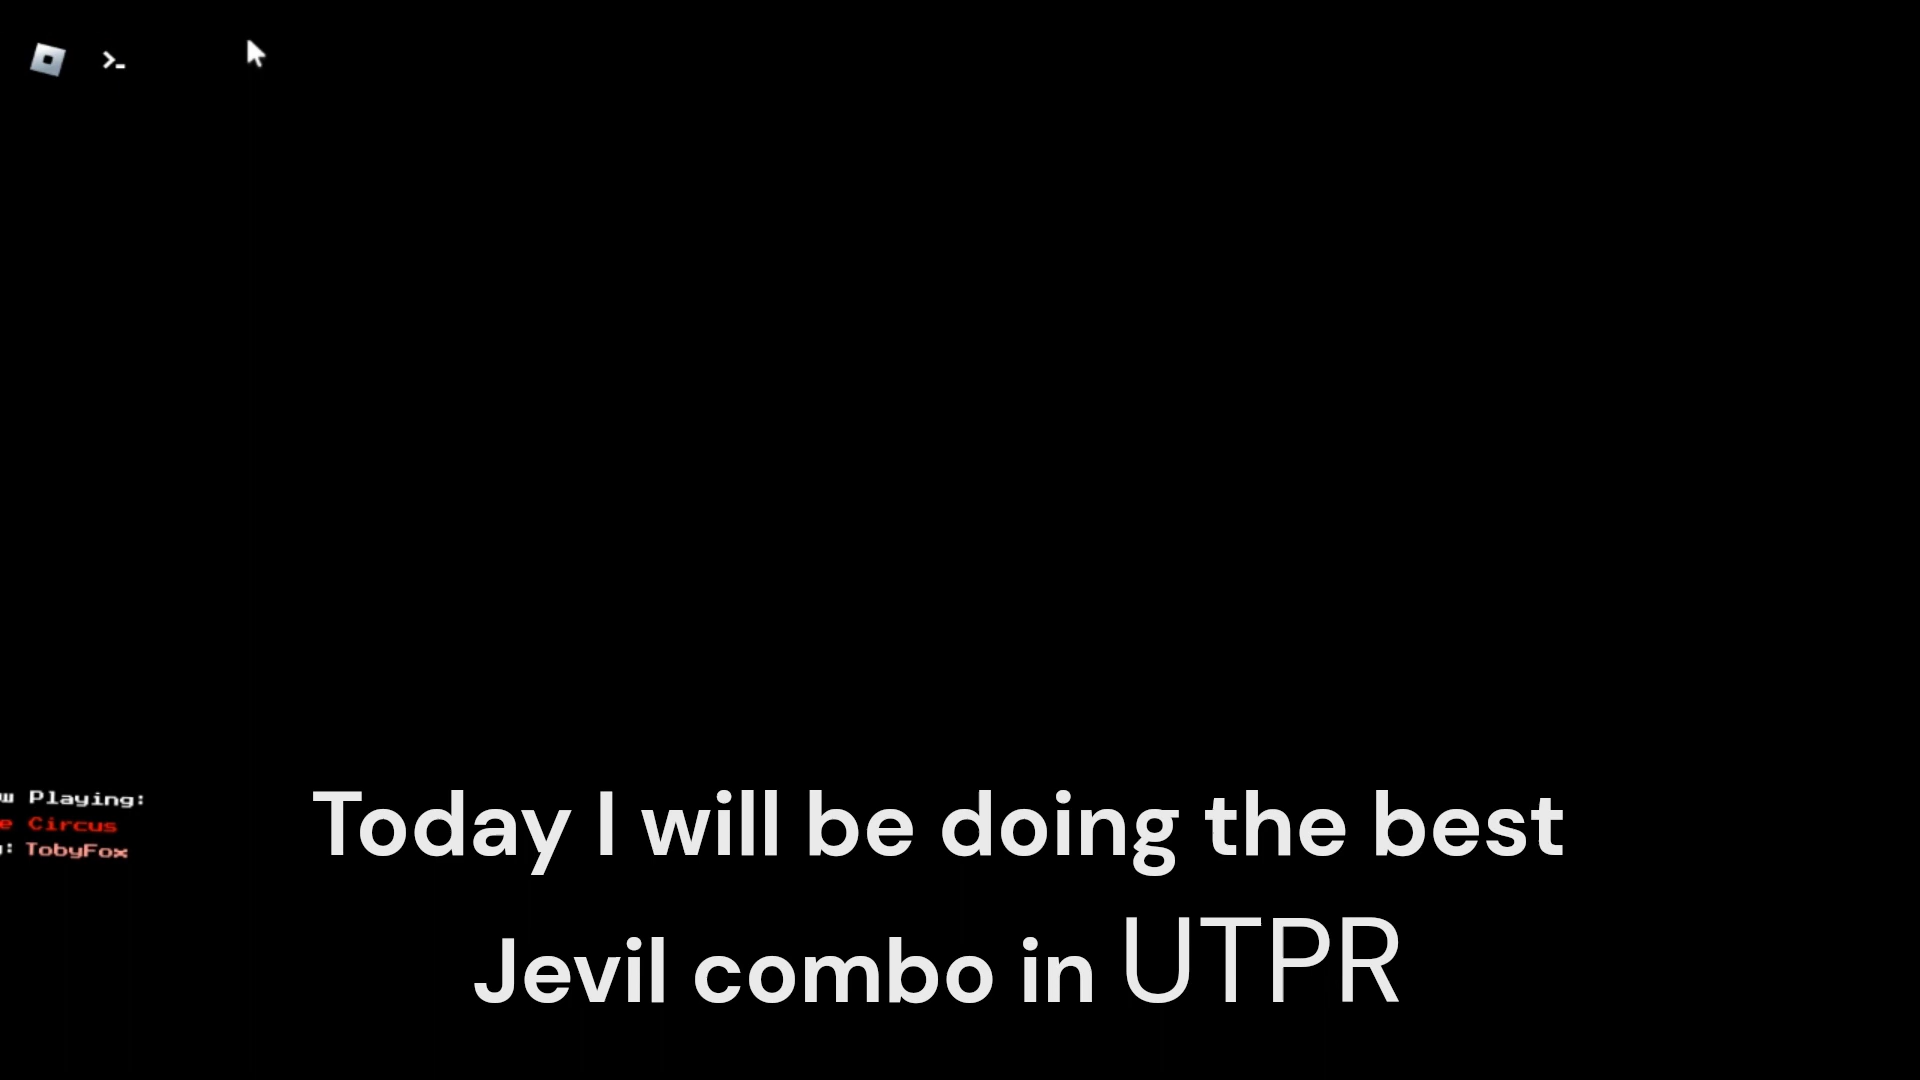 Playing:
Circus
TobyFox
Today I will be doing the best
Jevil combo in UTPR